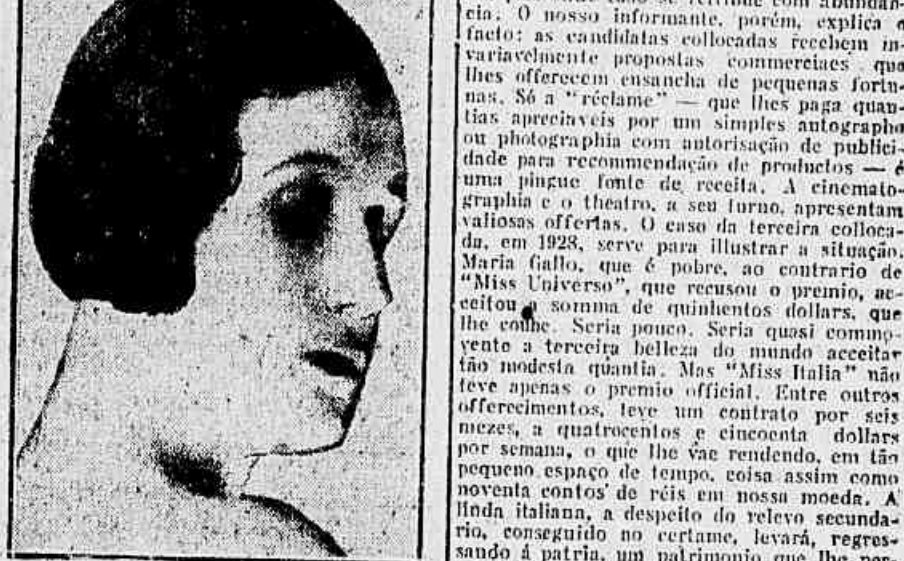 cia. O nosso informante, porém, explica o
facto: as candidatas collocadas recebem in-
variavelmente propostas commerciaes que
lhes offerecem ensancha de pequenas fortu-
nas. Só a "réclame" — que lhes paga quan-
tias apreciaveis por um simples autographo
ou photographia com autorisação de publici-
dade para recommendação de productos — é
uma pingue fonte de receita. A cinemato-
graphia e o theatro, a seu turno, apresentam
valiosas offertas. O caso da terceira colloca-
da, em 1928, serve para illustrar a situação.
Maria Gallo, que é pobre, ao contrario de
"Miss Universo", que recusou o premio, ac-
ceitou a somma de quinhentos dollars, que
lhe coube. Seria pouco. Seria quasi commo-
vente a terceira belleza do mundo acceitar
tão modesta quantia. Mas "Miss Italia" não
teve apenas o premio official. Entre outros
offerecimentos, teve um contrato por seis
mezes, a quatrocentos e cincoenta dollars
por semana, o que lhe vae rendendo, em tão
pequeno espaço de tempo, coisa assim como
noventa contos de réis em nossa moeda. A
linda italiana, a despeito do relevo secunda-
rio, conseguido no certame, levará, regres-
sando á patria, um patrimonio que lhe per-